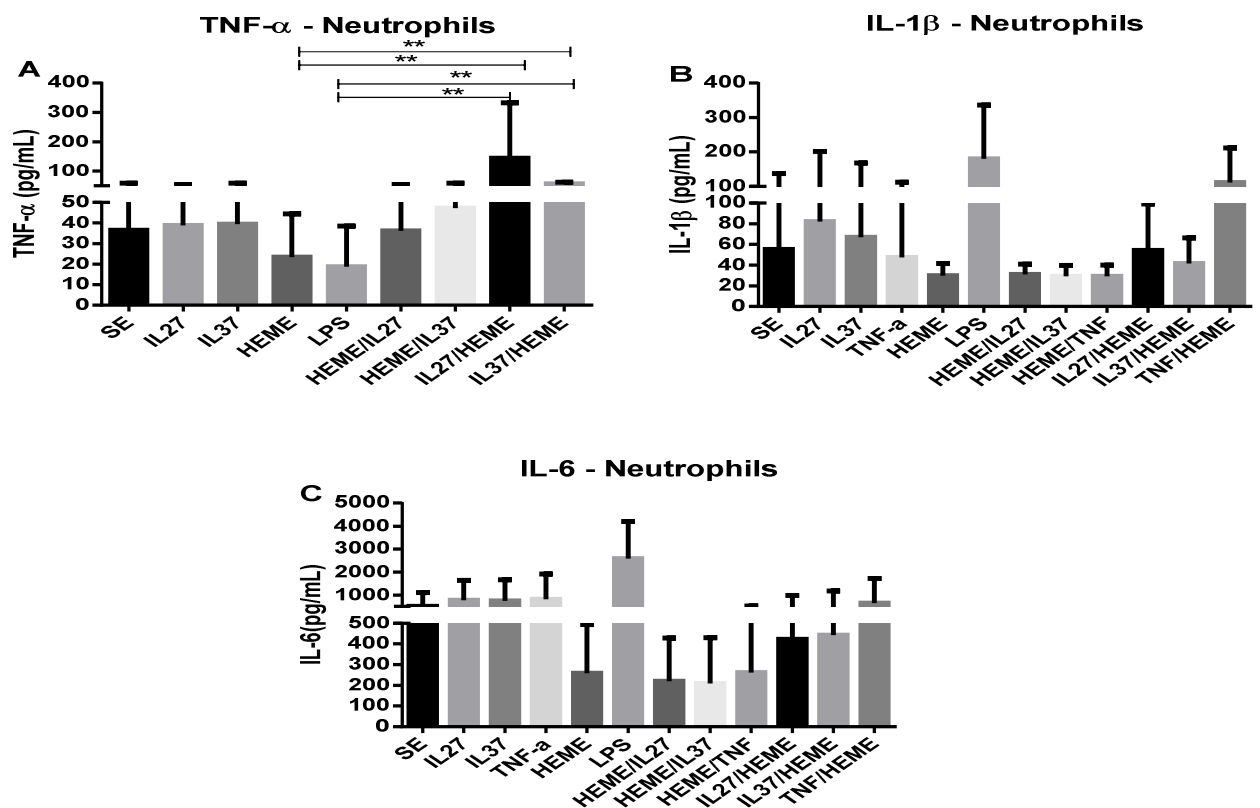 TNF-α - Neutrophils
A
**
**
**
**
TNF-α (pg/mL)
400
300
200
100
50
40
30
20
10
0
SE
IL27
IL37
HEME
LPS
HEME/IL27
HEME/IL37
IL27/HEME
IL37/HEME
IL-1β - Neutrophils
B
IL-1β (pg/mL)
400
300
200
100
100
80
60
40
20
0
SE
IL27
IL37
TNF-a
HEME
LPS
HEME/IL27
HEME/IL37
HEME/TNF
IL27/HEME
IL37/HEME
TNF/HEME
IL-6 - Neutrophils
C
IL-6(pg/mL)
5000
4000
3000
2000
1000
500
400
300
200
100
0
SE
IL27
IL37
TNF-a
HEME
LPS
HEME/IL27
HEME/IL37
HEME/TNF
IL27/HEME
IL37/HEME
TNF/HEME